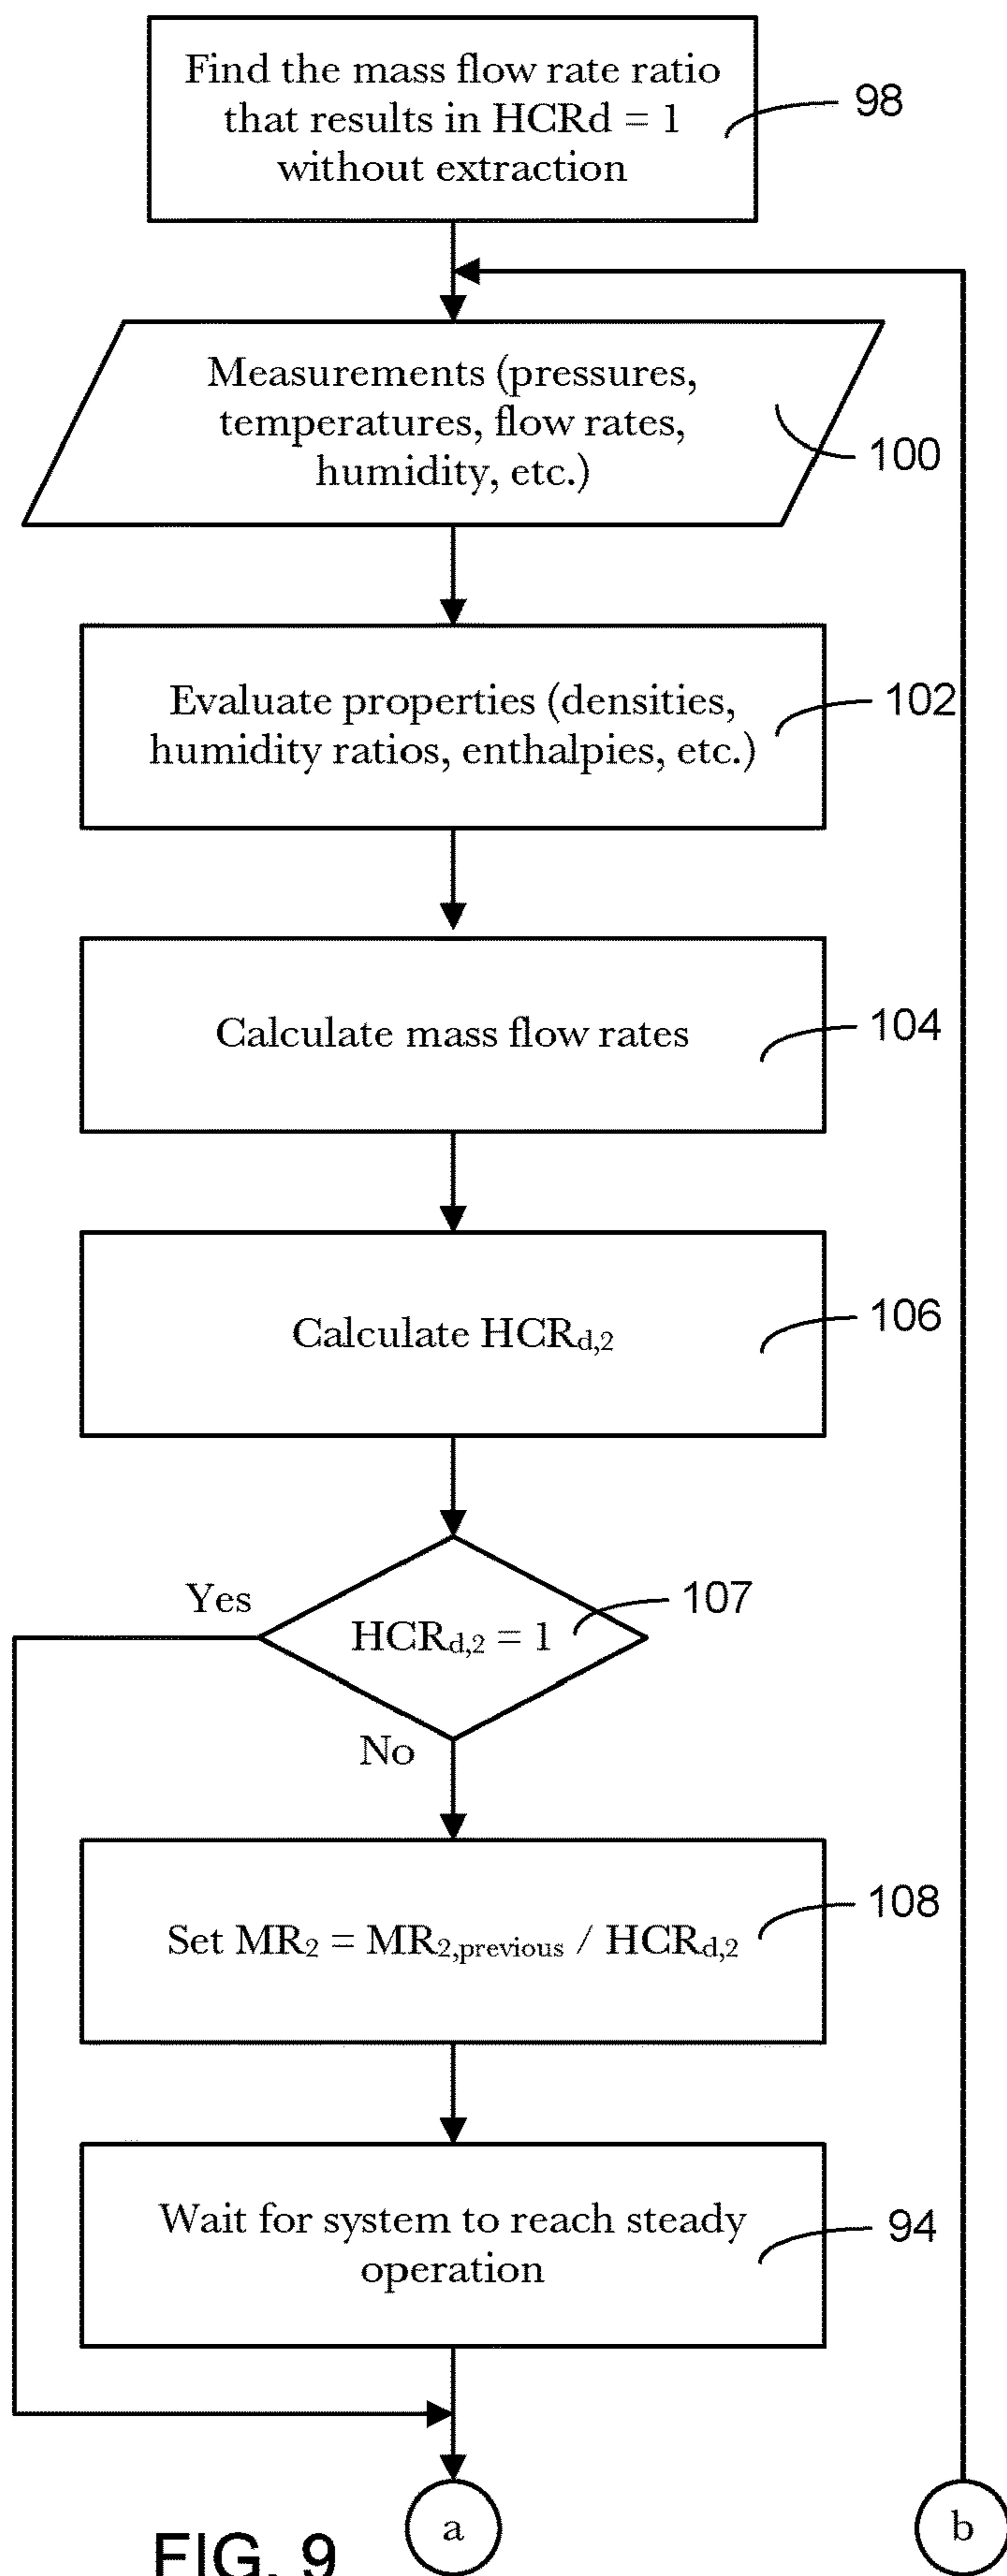 Find the mass flow rate ratio
that results in HCRd = 1
without extraction
98
Measurements (pressures,
temperatures, flow rates,
humidity, etc.)
100
Evaluate properties (densities,
humidity ratios, enthalpies, etc.)
102
Calculate mass flow rates
104
Calculate HCRd,2
106
Yes
HCRd,2 = 1
107
No
Set MR2 = MR2,previous / HCRd,2
108
Wait for system to reach steady
operation
94
a
b
FIG. 9